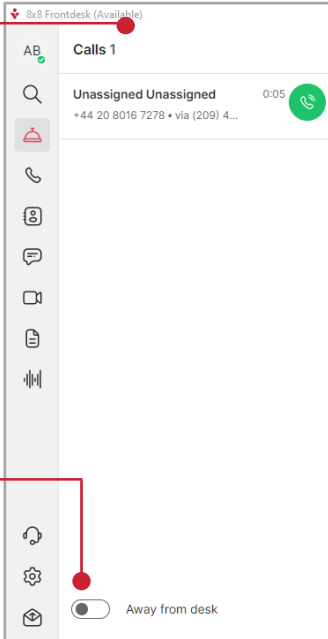 8x8 Frontdesk (Available)
AB
Calls 1
Unassigned Unassigned 0:05
+44 20 8016 7278 • via (209) 4...
Away from desk